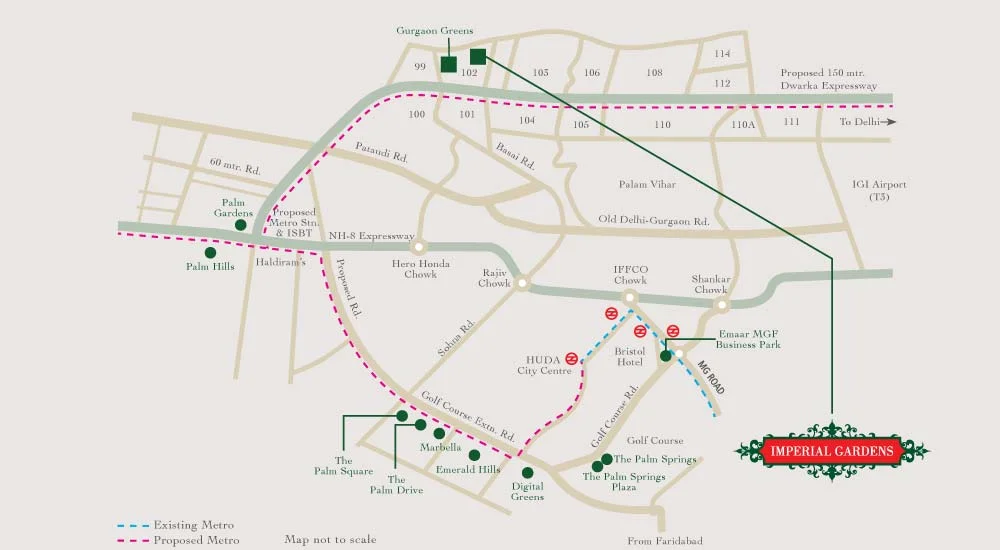 Gurgaon Greens
99
102
103
106
108
114
112
Proposed 150 mtr.
Dwarka Expressway
100
101
104
105
110
110A
111
To Delhi
Pataudi Rd.
Basai Rd.
60 mtr. Rd.
Palam Vihar
IGI Airport
(T3)
Palm
Gardens
Proposed
Metro Stn.
& ISBT
Old Delhi-Gurgaon Rd.
NH-8 Expressway
Palm Hills
Haldiram's
Hero Honda
Chowk
Rajiv
Chowk
IFFCO
Chowk
Shankar
Chowk
Proposed Rd.
Sohna Rd.
HUDA
City Centre
Bristol
Hotel
Emaar MGF
Business Park
MG ROAD
Golf Course Extn. Rd.
Golf Course Rd.
Golf Course
Marbella
The
Palm Square
The
Palm Drive
Emerald Hills
Digital
Greens
The Palm Springs
The Palm Springs
Plaza
IMPERIAL GARDENS
Existing Metro
Proposed Metro
Map not to scale
From Faridabad